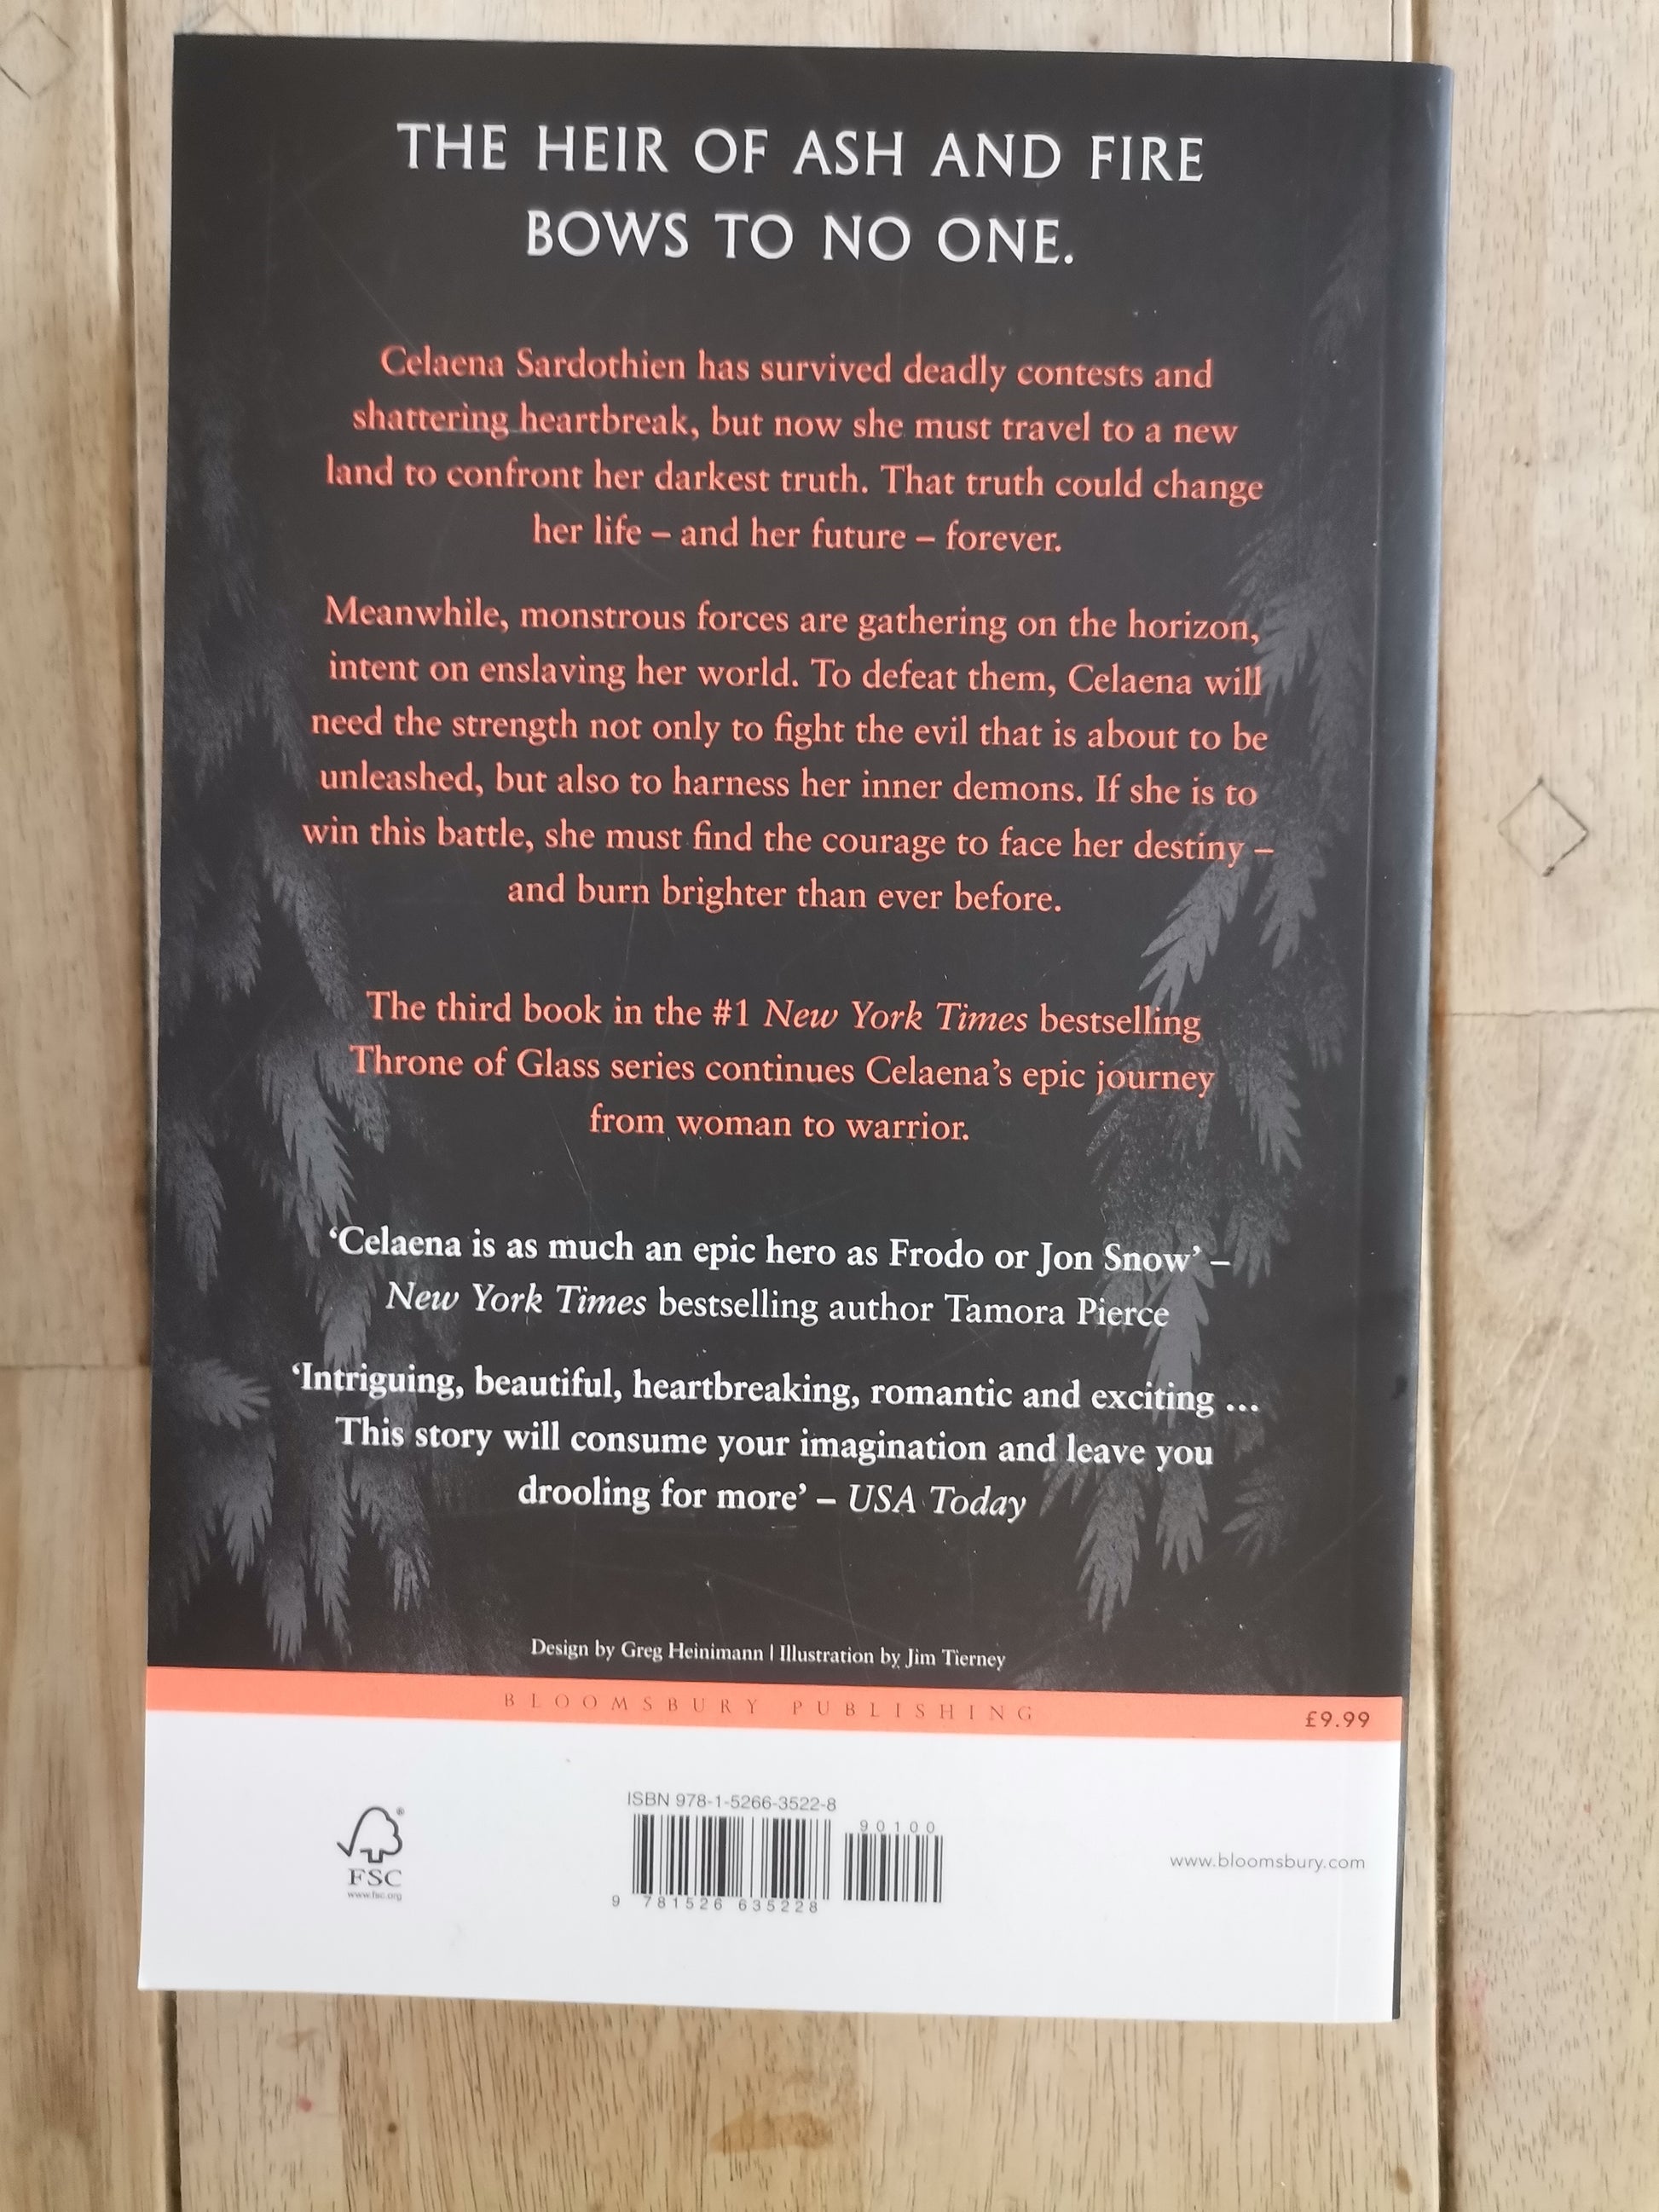 THE HEIR OF ASH AND FIRE
BOWS TO NO ONE.
Celaena Sardothien has survived deadly contests and
shattering heartbreak, but now she must travel to a new
land to confront her darkest truth. That truth could change
her life – and her future – forever.
Meanwhile, monstrous forces are gathering on the horizon,
intent on enslaving her world. To defeat them, Celaena will
need the strength not only to fight the evil that is about to be
unleashed, but also to harness her inner demons. If she is to
win this battle, she must find the courage to face her destiny –
and burn brighter than ever before.
The third book in the #1 New York Times bestselling
Throne of Glass series continues Celaena’s epic journey
from woman to warrior.
‘Celaena is as much an epic hero as Frodo or Jon Snow’ –
New York Times bestselling author Tamora Pierce
‘Intriguing, beautiful, heartbreaking, romantic and exciting ...
This story will consume your imagination and leave you
drooling for more’ – USA Today
Design by Greg Heinimann | Illustration by Jim Tierney
BLOOMSBURY PUBLISHING
£9.99
ISBN 978-1-5266-3522-8
90100
9 781526 635228
®
FSC
www.fsc.org
www.bloomsbury.com